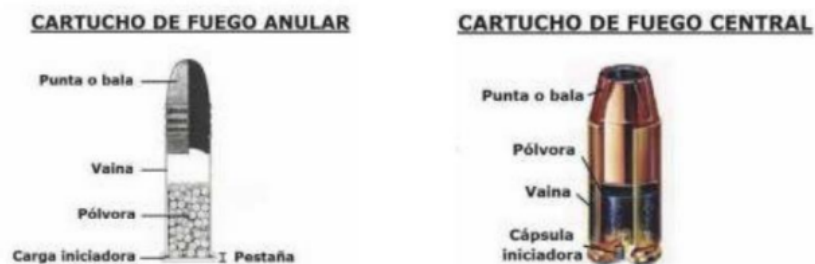 CARTUCHO DE FUEGO ANULAR
Punta o bala
Vaina
Pólvora
Carga iniciadora
Pestaña
CARTUCHO DE FUEGO CENTRAL
Punta o bala
Pólvora
Vaina
Cápsula
iniciadora